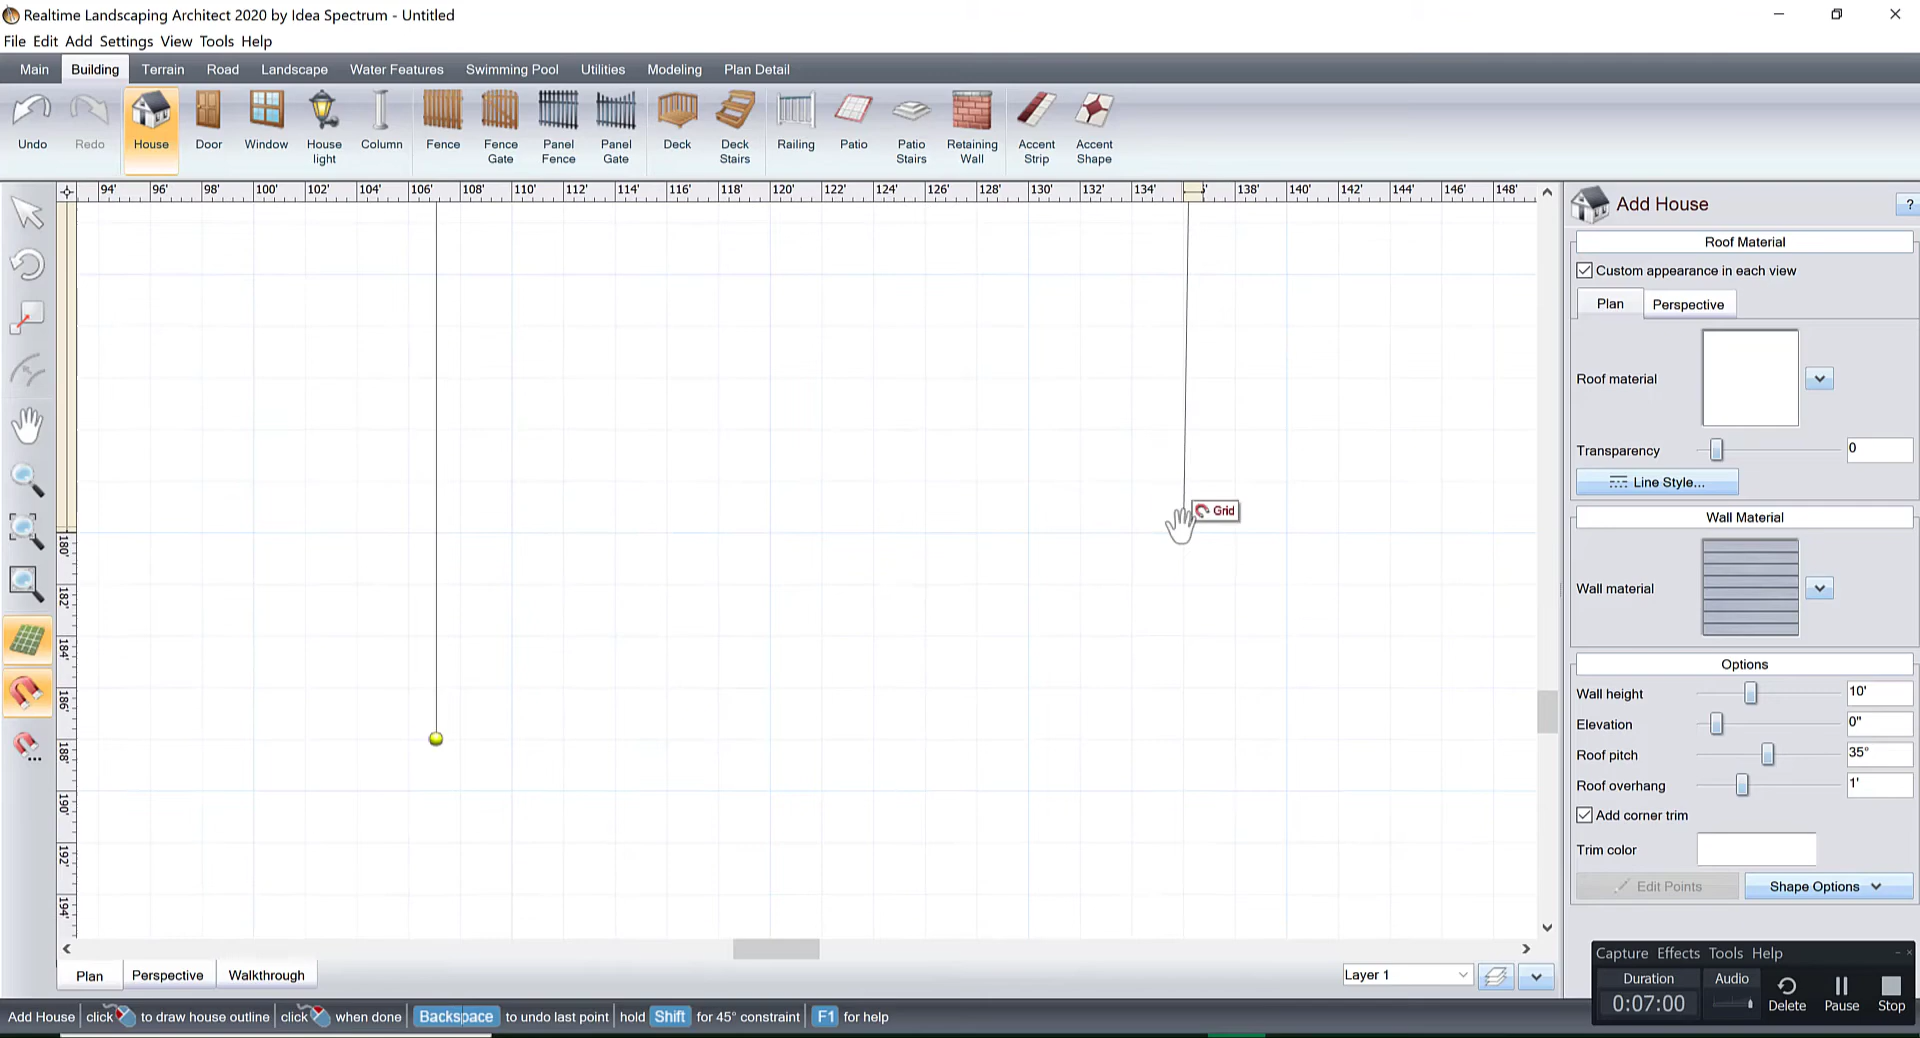 Realtime Landscaping Architect 2020 by Idea Spectrum - Untitled
File Edit Add Settings View Tools Help
Main Building Terrain Road Landscape Water Features Swimming Pool Utilities Modeling Plan Detail
Undo Redo House Door Window House light Column Fence Fence Gate Panel Fence Panel Gate Deck Deck Stairs Railing Patio Patio Stairs Retaining Wall Accent Strip Accent Shape
94' 96' 98' 100' 102' 104' 106' 108' 110' 112' 114' 116' 118' 120' 122' 124' 126' 128' 130' 132' 134' 138' 140' 142' 144' 146' 148'
180'
182'
184'
186'
188'
190'
192'
194'
Grid
Add House ?
Roof Material
Custom appearance in each view
Plan Perspective
Roof material
Transparency 0
Line Style...
Wall Material
Wall material
Options
Wall height 10'
Elevation 0"
Roof pitch 35°
Roof overhang 1'
Add corner trim
Trim color
Edit Points Shape Options
Plan Perspective Walkthrough
Layer 1
Capture Effects Tools Help
Duration Audio
0:07:00 Delete Pause Stop
Add House click to draw house outline click when done Backspace to undo last point hold Shift for 45° constraint F1 for help